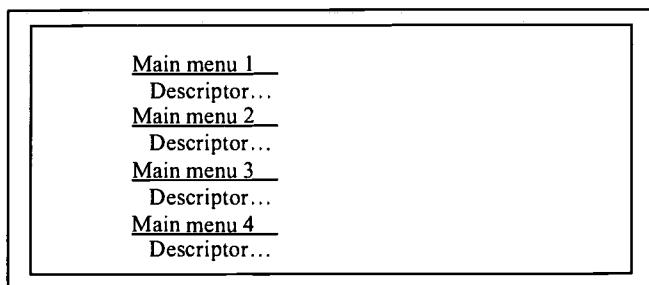 Main menu 1
Descriptor...
Main menu 2
Descriptor...
Main menu 3
Descriptor...
Main menu 4
Descriptor...